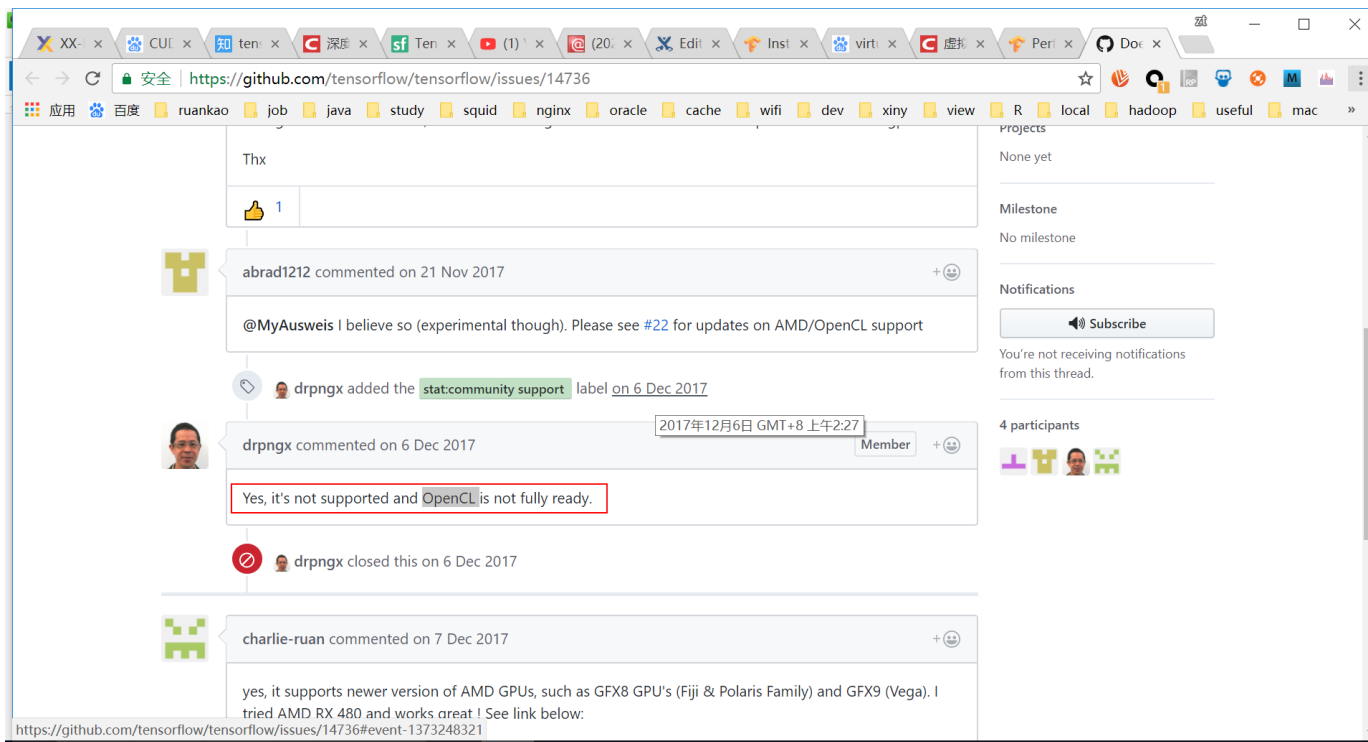 XX-
CUD
tens
深度
Ten
(1)
(202
Edit
Inst
virtu
虚拟
Perf
Doe
安全 https://github.com/tensorflow/tensorflow/issues/14736
应用 百度 ruankao job java study squid nginx oracle cache wifi dev xiny view R local hadoop useful mac »
Projects
None yet
Thx
1
Milestone
No milestone
abrad1212 commented on 21 Nov 2017
Notifications
Subscribe
You're not receiving notifications
from this thread.
@MyAusweis I believe so (experimental though). Please see #22 for updates on AMD/OpenCL support
drpngx added the stat:community support label on 6 Dec 2017
2017年12月6日 GMT+8 上午2:27
4 participants
drpngx commented on 6 Dec 2017
Member
Yes, it's not supported and OpenCL is not fully ready.
drpngx closed this on 6 Dec 2017
charlie-ruan commented on 7 Dec 2017
yes, it supports newer version of AMD GPUs, such as GFX8 GPU's (Fiji & Polaris Family) and GFX9 (Vega). I
tried AMD RX 480 and works great ! See link below:
https://github.com/tensorflow/tensorflow/issues/14736#event-1373248321